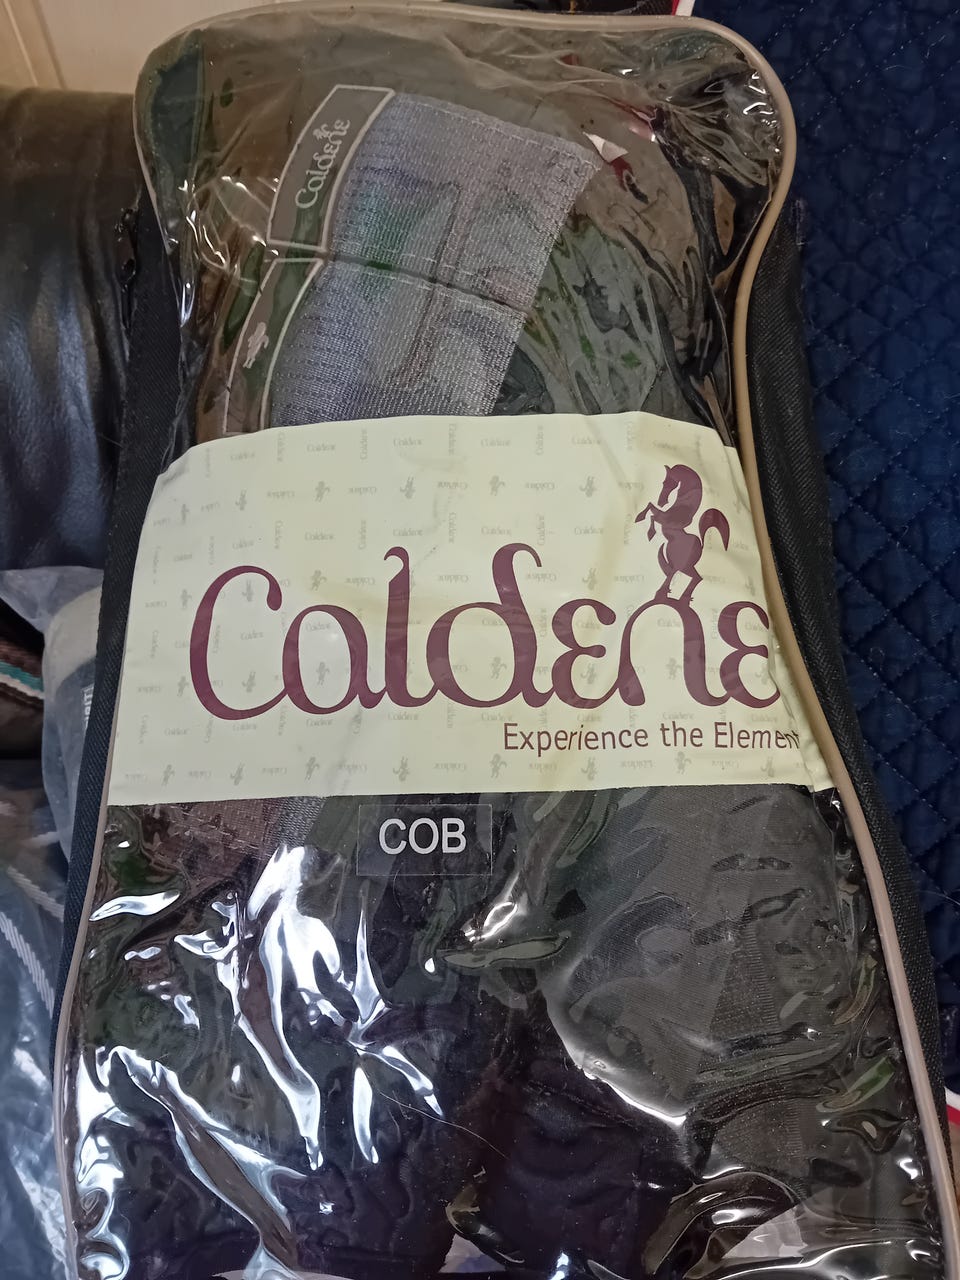 Caldene
Caldene
Experience the Element
COB